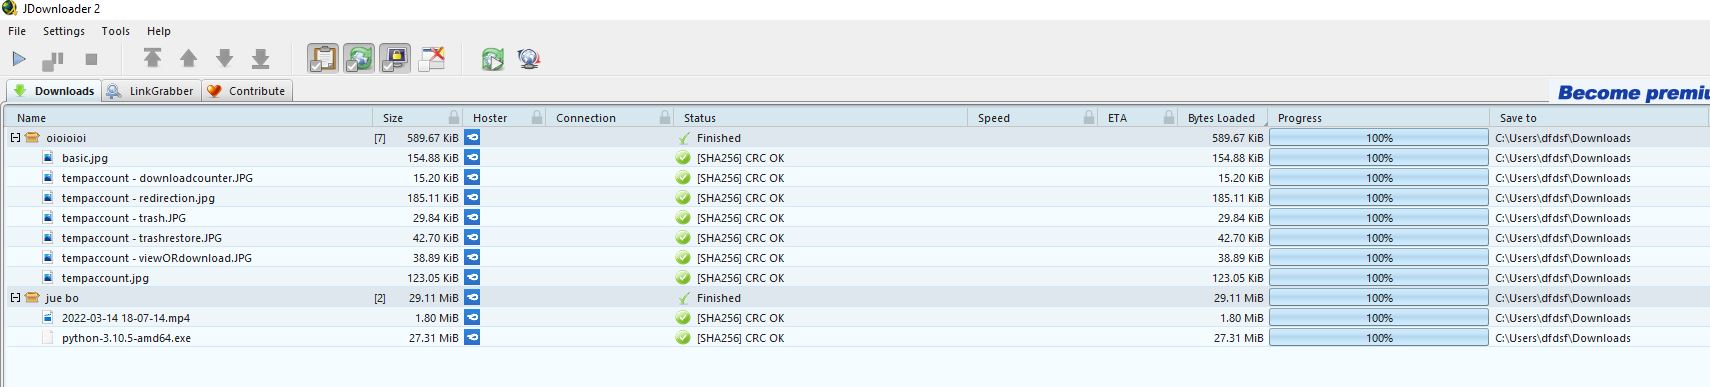 JDownloader 2
File Settings Tools Help
Downloads LinkGrabber Contribute
Become premiu
Name Size Hoster Connection Status Speed ETA Bytes Loaded Progress Save to
oioioioi [7] 589.67 KiB Finished 589.67 KiB 100% C:\Users\dfdsf\Downloads
basic.jpg 154.88 KiB [SHA256] CRC OK 154.88 KiB 100% C:\Users\dfdsf\Downloads
tempaccount - downloadcounter.JPG 15.20 KiB [SHA256] CRC OK 15.20 KiB 100% C:\Users\dfdsf\Downloads
tempaccount - redirection.jpg 185.11 KiB [SHA256] CRC OK 185.11 KiB 100% C:\Users\dfdsf\Downloads
tempaccount - trash.JPG 29.84 KiB [SHA256] CRC OK 29.84 KiB 100% C:\Users\dfdsf\Downloads
tempaccount - trashrestore.JPG 42.70 KiB [SHA256] CRC OK 42.70 KiB 100% C:\Users\dfdsf\Downloads
tempaccount - viewORdownload.JPG 38.89 KiB [SHA256] CRC OK 38.89 KiB 100% C:\Users\dfdsf\Downloads
tempaccount.jpg 123.05 KiB [SHA256] CRC OK 123.05 KiB 100% C:\Users\dfdsf\Downloads
jue bo [2] 29.11 MiB Finished 29.11 MiB 100% C:\Users\dfdsf\Downloads
2022-03-14 18-07-14.mp4 1.80 MiB [SHA256] CRC OK 1.80 MiB 100% C:\Users\dfdsf\Downloads
python-3.10.5-amd64.exe 27.31 MiB [SHA256] CRC OK 27.31 MiB 100% C:\Users\dfdsf\Downloads